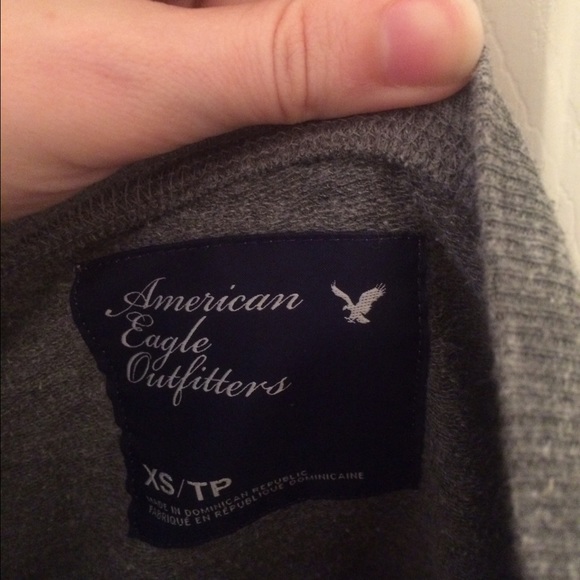 American
Eagle
Outfitters
XS/TP
MADE IN DOMINICAN REPUBLIC
FABRIQUÉ EN RÉPUBLIQUE DOMINICAINE